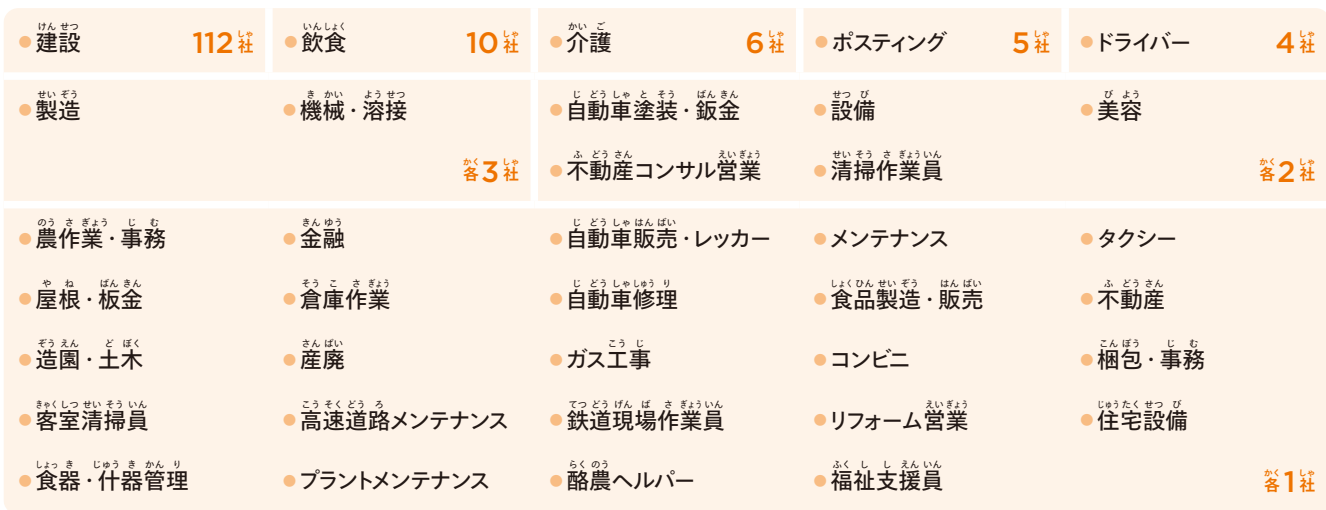 ●建設 112社 ●飲食 10社 ●介護 6社 ●ポスティング 5社 ●ドライバー 4社
●製造 ●機械・溶接 各3社
●自動車塗装・鈑金 ●設備 ●美容
●不動産コンサル営業 ●清掃作業員 各2社
●農作業・事務 ●金融 ●自動車販売・レッカー ●メンテナンス ●タクシー
●屋根・板金 ●倉庫作業 ●自動車修理 ●食品製造・販売 ●不動産
●造園・土木 ●産廃 ●ガス工事 ●コンビニ ●梱包・事務
●客室清掃員 ●高速道路メンテナンス ●鉄道現場作業員 ●リフォーム営業 ●住宅設備
●食器・什器管理 ●プラントメンテナンス ●酪農ヘルパー ●福祉支援員 各1社